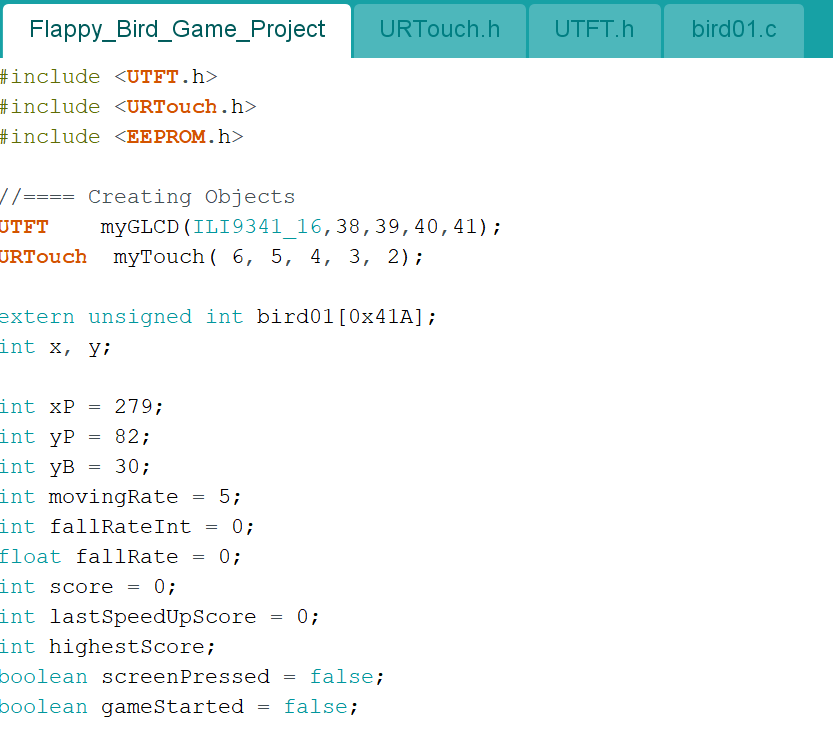 Flappy_Bird_Game_Project URTouch.h UTFT.h bird01.c
#include <UTFT.h>
#include <URTouch.h>
#include <EEPROM.h>
//==== Creating Objects
UTFT    myGLCD(ILI9341_16,38,39,40,41);
URTouch  myTouch( 6, 5, 4, 3, 2);
extern unsigned int bird01[0x41A];
int x, y;
int xP = 279;
int yP = 82;
int yB = 30;
int movingRate = 5;
int fallRateInt = 0;
float fallRate = 0;
int score = 0;
int lastSpeedUpScore = 0;
int highestScore;
boolean screenPressed = false;
boolean gameStarted = false;